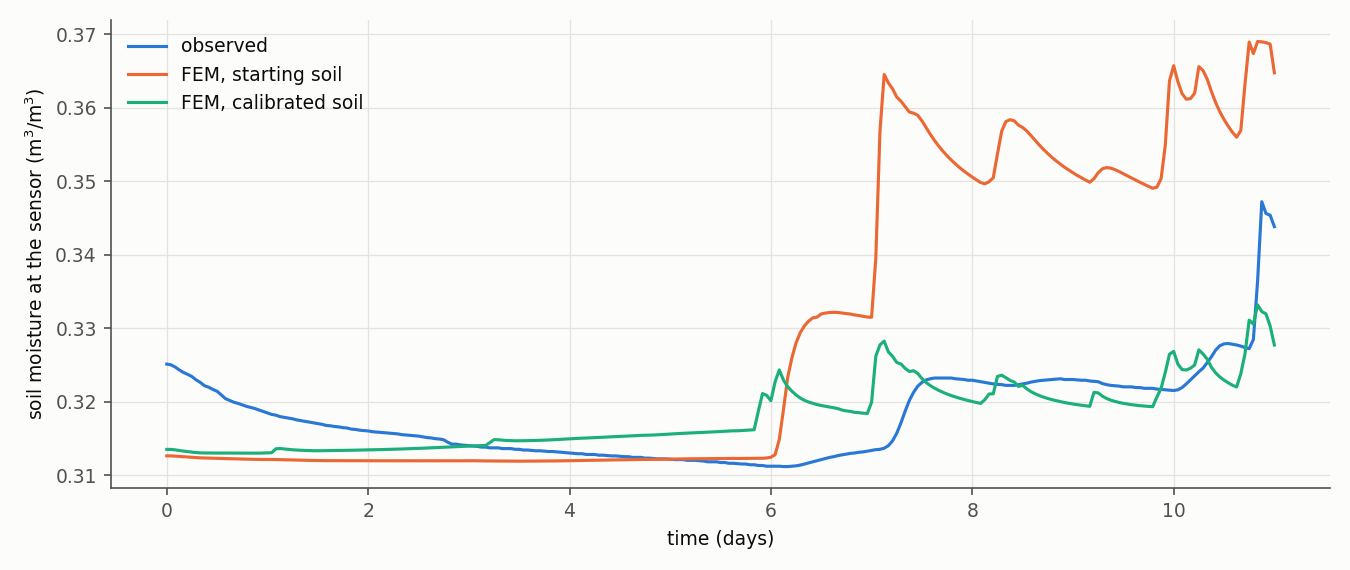 observed
FEM, starting soil
FEM, calibrated soil
soil moisture at the sensor (m³/m³)
0.37
0.36
0.35
0.34
0.33
0.32
0.31
0 2 4 6 8 10
time (days)